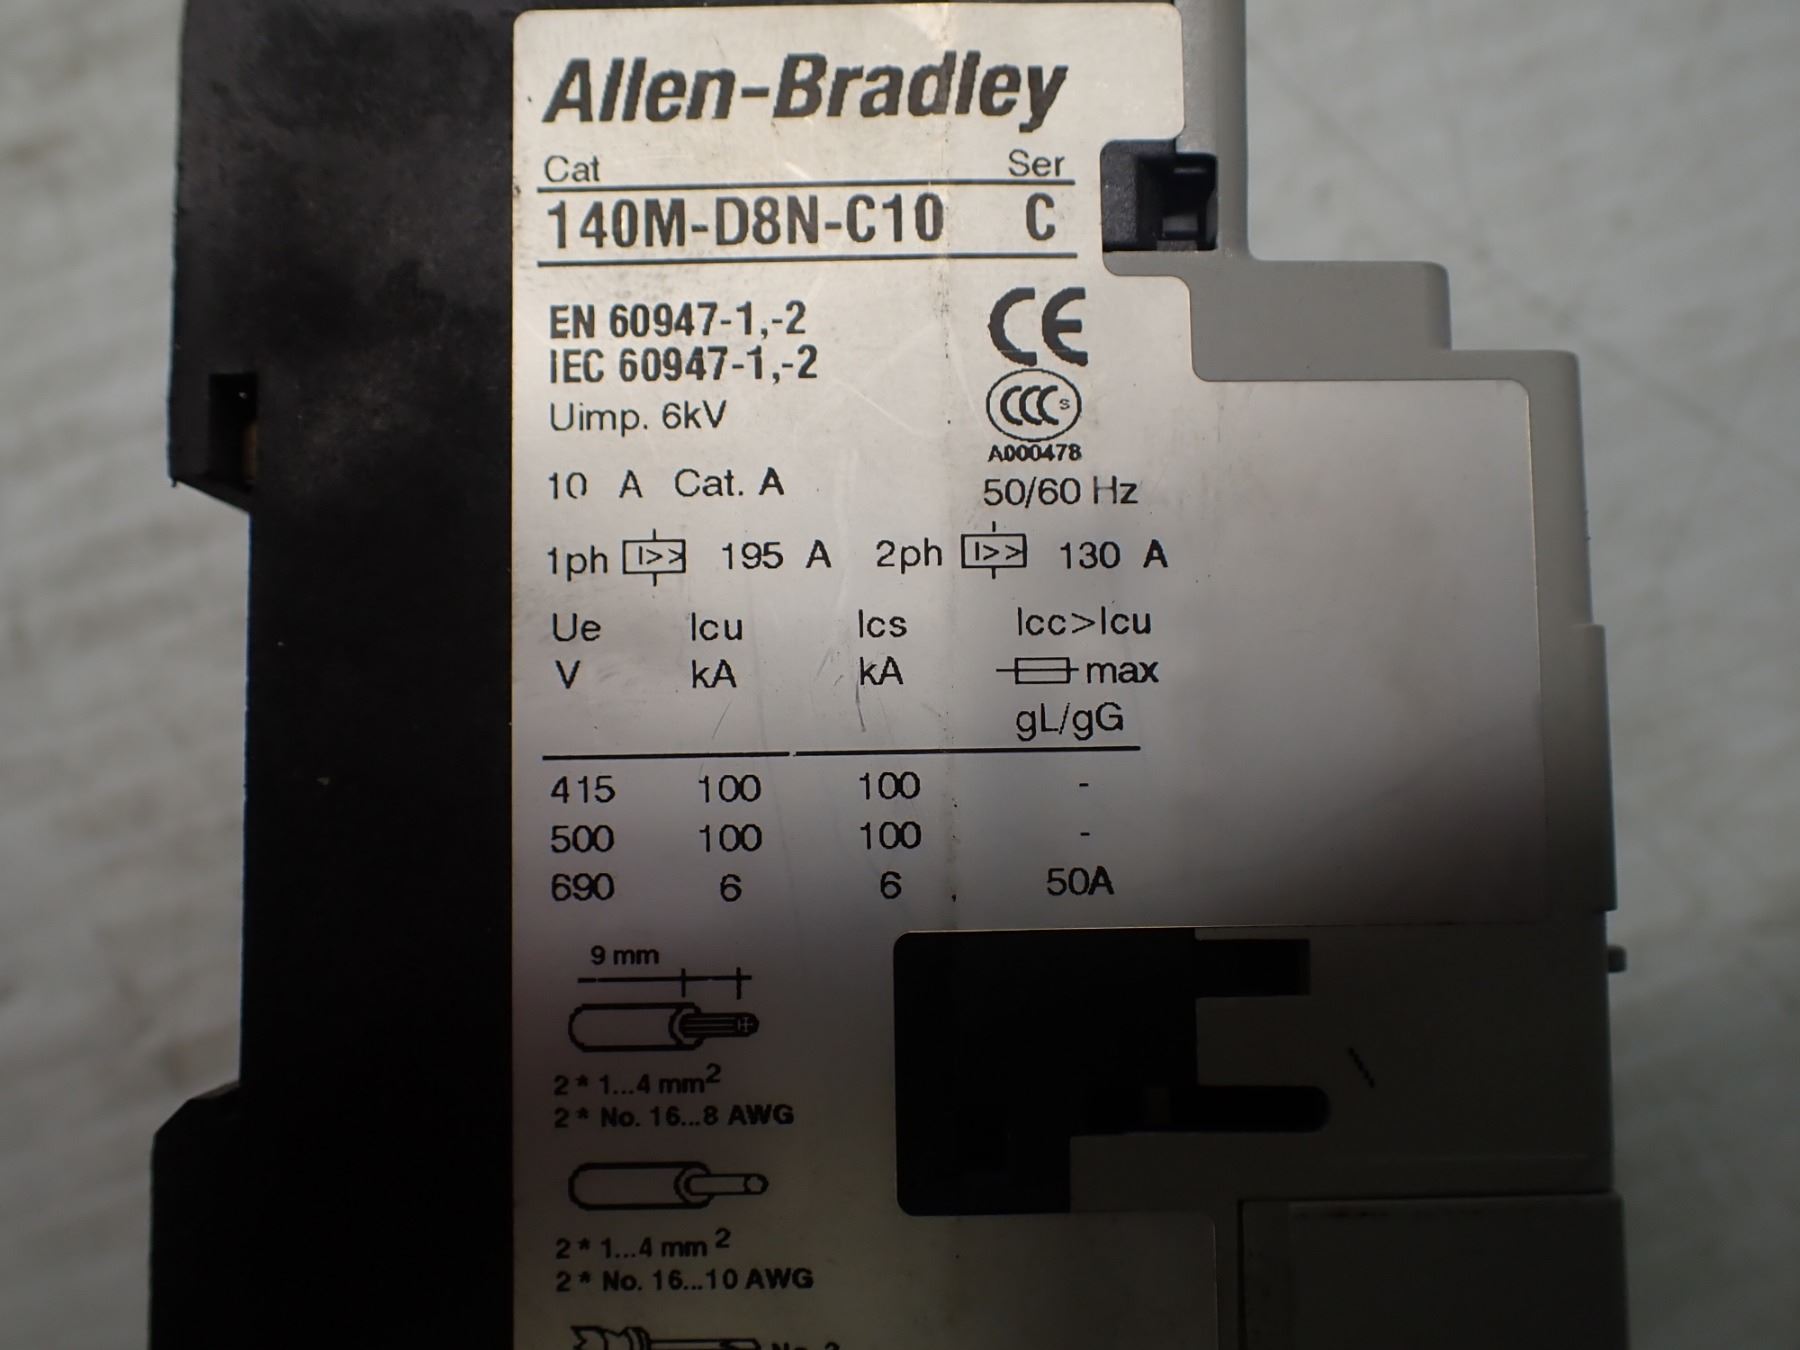 Allen-Bradley
Cat Ser
140M-D8N-C10 C
EN 60947-1,-2
IEC 60947-1,-2
Uimp. 6kV
CE
CCC S
A000478
10 A Cat. A 50/60 Hz
1ph I>> 195 A 2ph I>> 130 A
Ue Icu Ics Icc>Icu
V kA kA max
gL/gG
415 100 100 -
500 100 100 -
690 6 6 50A
9 mm
2* 1...4 mm²
2* No. 16...8 AWG
2* 1...4 mm²
2* No. 16...10 AWG